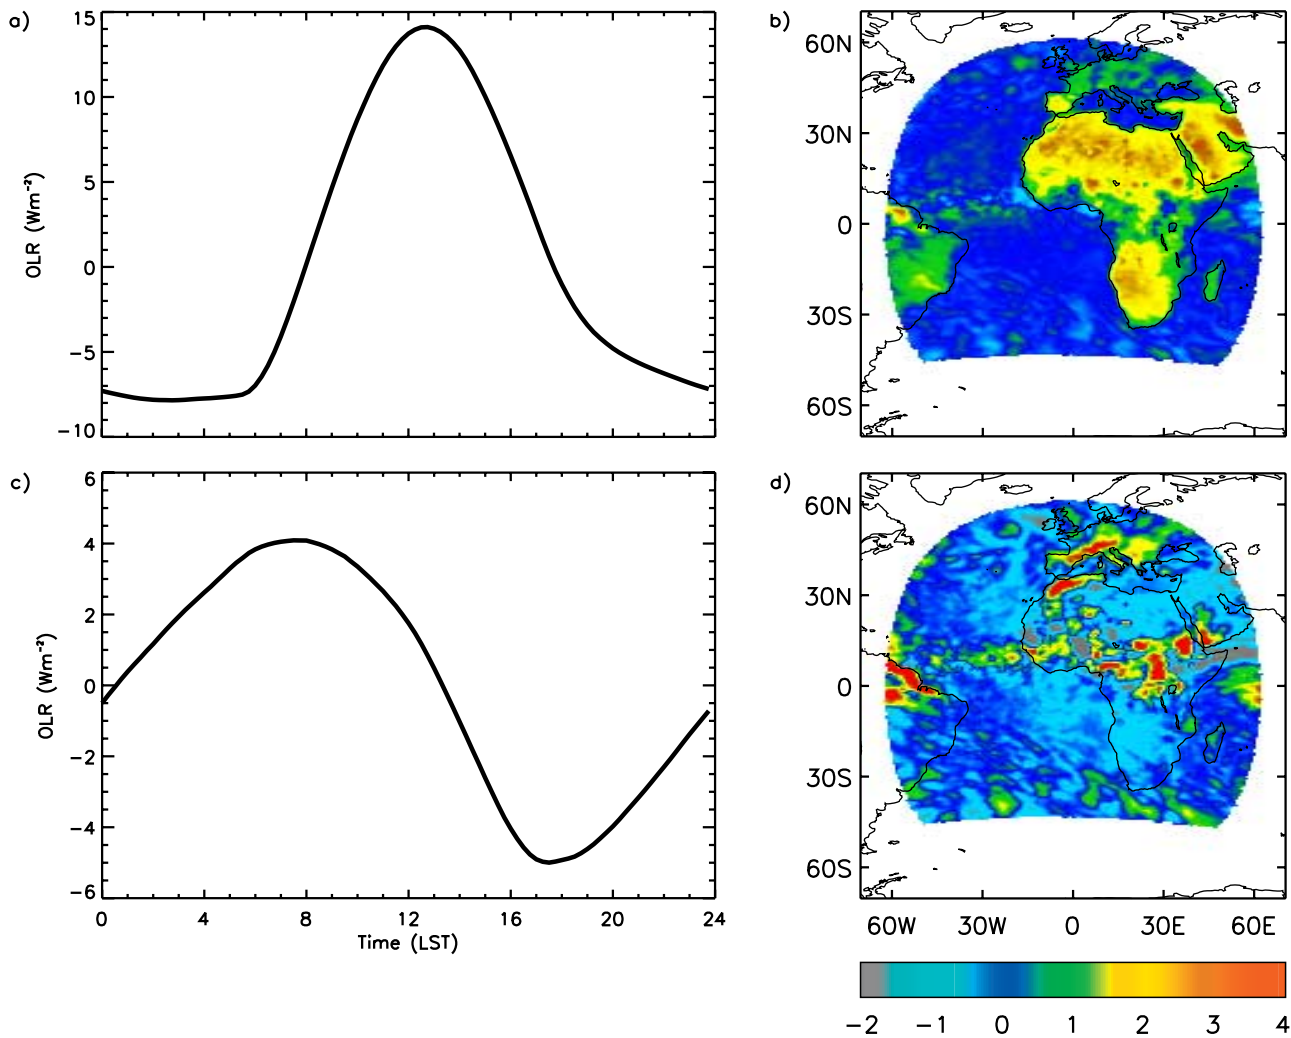 a)
15
10
5
0
−5
−10
OLR (Wm⁻²)
b)
60N
30N
0
30S
60S
c)
6
4
2
0
−2
−4
−6
OLR (Wm⁻²)
0 4 8 12 16 20 24
Time (LST)
d)
60N
30N
0
30S
60S
60W 30W 0 30E 60E
−2 −1 0 1 2 3 4